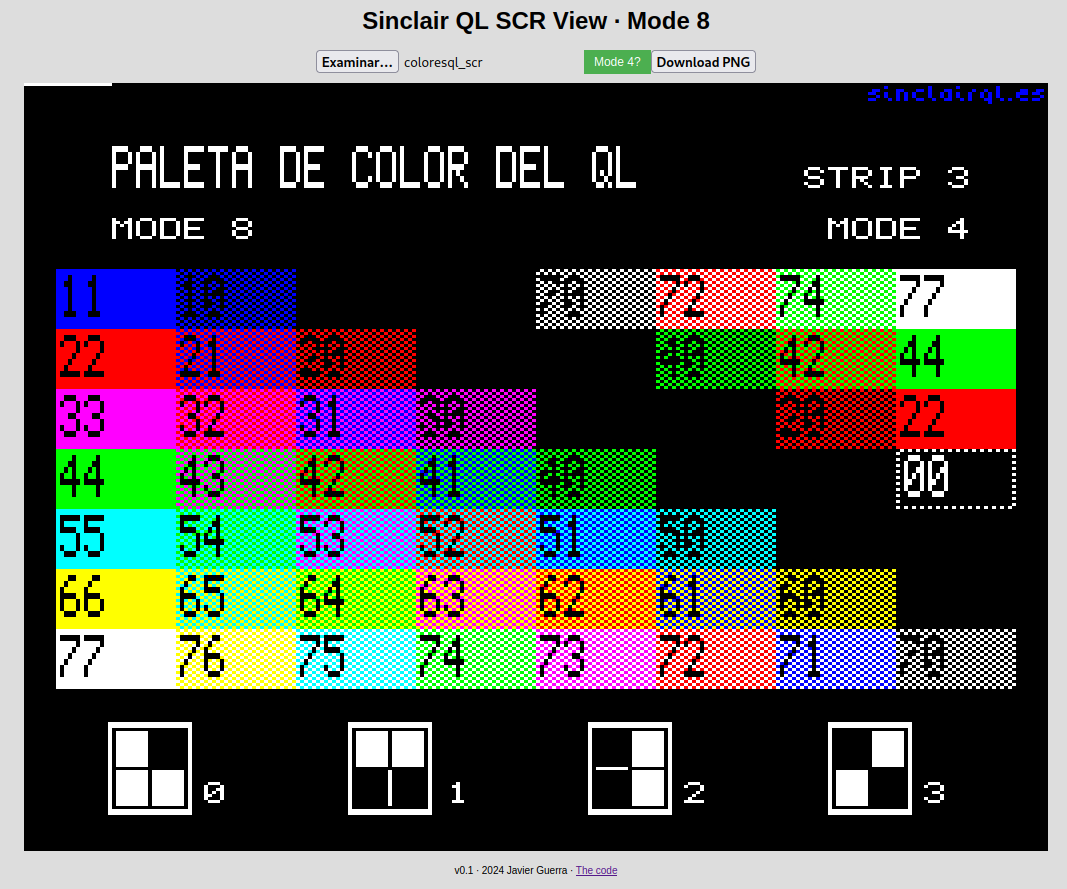 Sinclair QL SCR View · Mode 8
Examinar... coloresql_scr Mode 4? Download PNG
sinclairql.es
PALETA DE COLOR DEL QL
STRIP 3
MODE 8 MODE 4
11 10 70 72 74 77
22 21 20 40 42 44
33 32 31 30 20 22
44 43 42 41 40 00
55 54 53 52 51 50
66 65 64 63 62 61 60
77 76 75 74 73 72 71 70
0 1 2 3
v0.1 · 2024 Javier Guerra · The code